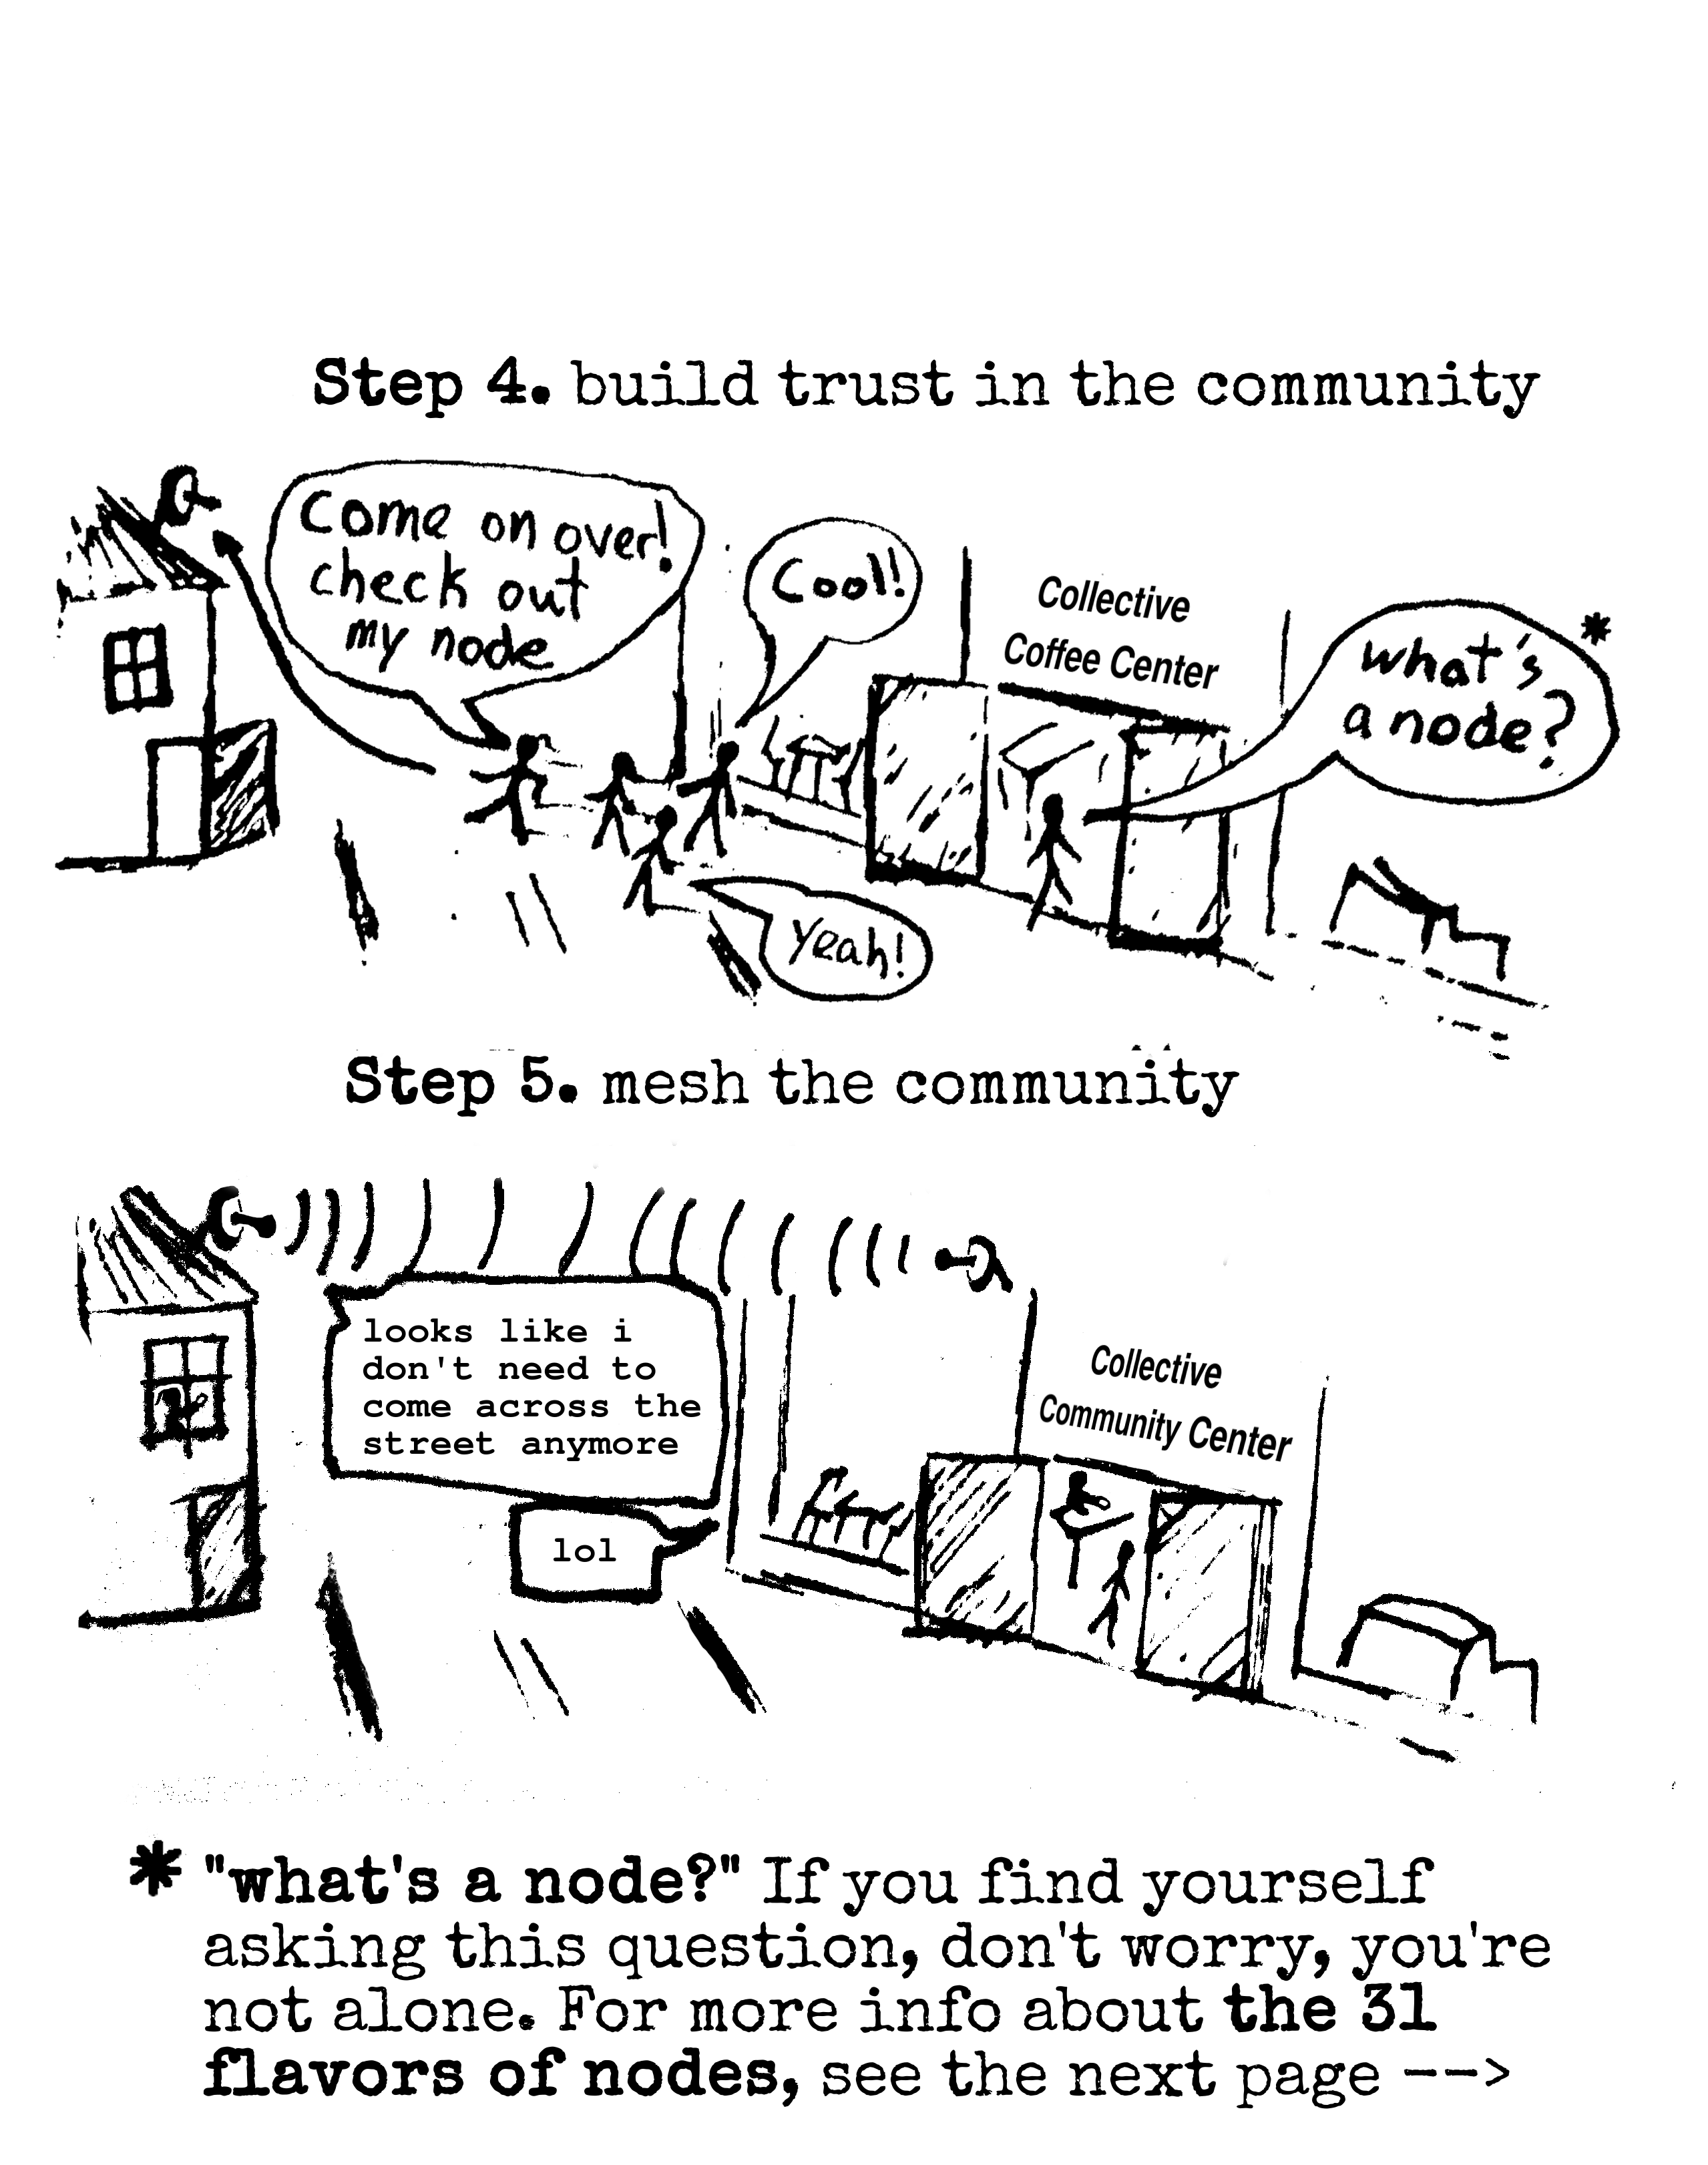 Step 4. build trust in the community
Come on over!
check out
my node
Cool!
Collective
Coffee Center
what's
a node?
*
Yeah!
Step 5. mesh the community
looks like i
don't need to
come across the
street anymore
lol
Collective
Community Center
* "what's a node?" If you find yourself
asking this question, don't worry, you're
not alone. For more info about the 31
flavors of nodes, see the next page -->